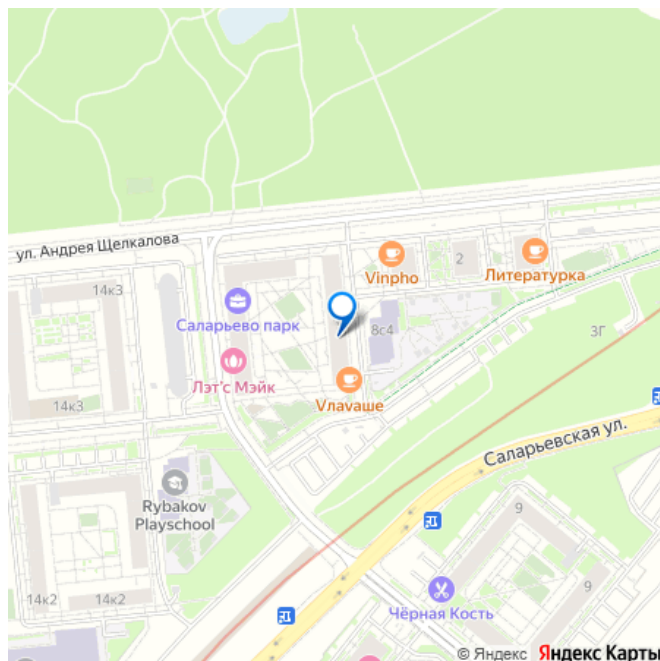 ул. Андрея Щелкалова
Vinpho
2
Литературка
14к3
Саларьево парк
8с4
3Г
Лэт'с Мэйк
14к3
Vлаvаше
Саларьевская ул.
Rybakov
Playschool
9
14к2
14к2
9
Чёрная Кость
© Яндекс Яндекс Карты